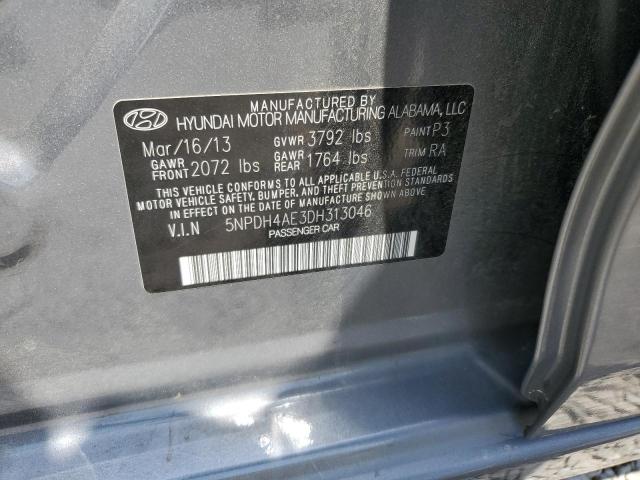 MANUFACTURED BY
HYUNDAI MOTOR MANUFACTURING ALABAMA, LLC
Mar/16/13 GVWR 3792 lbs PAINT P3
GAWR FRONT 2072 lbs GAWR REAR 1764 lbs TRIM RA
THIS VEHICLE CONFORMS TO ALL APPLICABLE U.S.A. FEDERAL
MOTOR VEHICLE SAFETY, BUMPER, AND THEFT PREVENTION STANDARDS
IN EFFECT ON THE DATE OF MANUFACTURE SHOWN ABOVE.
V.I.N 5NPDH4AE3DH313046
PASSENGER CAR